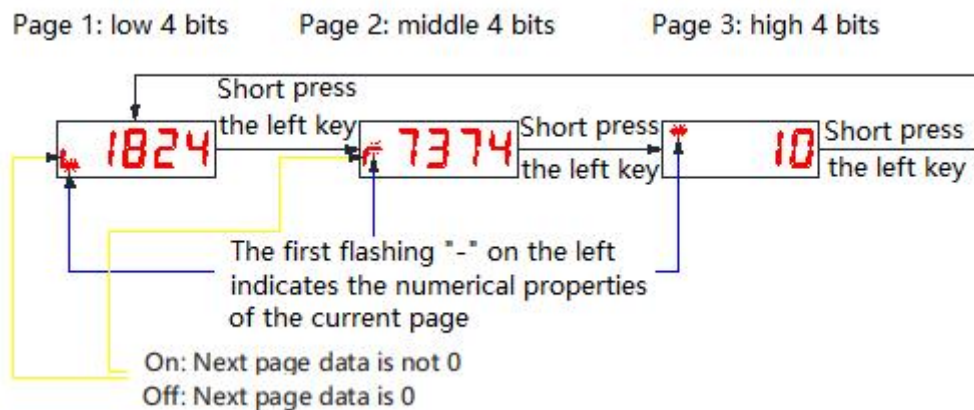 Page 1: low 4 bits Page 2: middle 4 bits Page 3: high 4 bits
Short press
the left key
Short press
the left key
Short press
the left key
1824 7374 10
The first flashing "-" on the left
indicates the numerical properties
of the current page
On: Next page data is not 0
Off: Next page data is 0